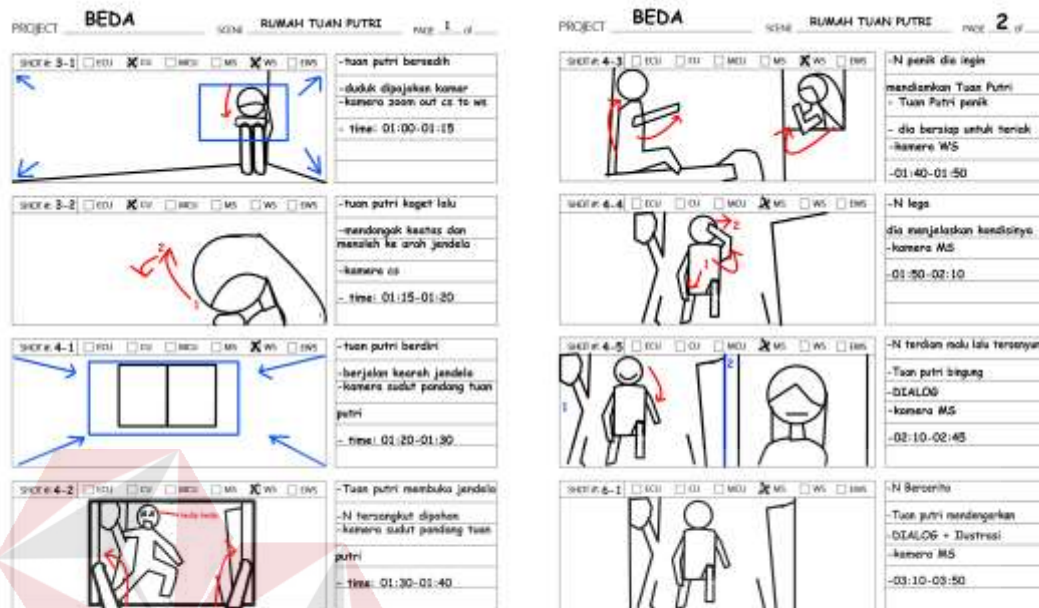 PROJECT BEDA SCENE RUMAH TUAN PUTRI PAGE 1 of
SHOT #: 3-1 ECU CU MCU MS WS EWS
-tuan putri bersedih
-duduk dipojokan kamar
-kamera zoom out cs to ws
- time: 01:00-01:15
SHOT #: 3-2 ECU CU MCU MS WS EWS
-tuan putri kaget lalu
-mendongak keatas dan
menoleh ke arah jendela
-kamera cs
- time: 01:15-01:20
2
1
SHOT #: 4-1 ECU CU MCU MS WS EWS
-tuan putri berdiri
-berjalan kearah jendela
-kamera sudut pandang tuan
putri
- time: 01:20-01:30
SHOT #: 4-2 ECU CU MCU MS WS EWS
-Tuan putri membuka jendela
-N tersangkut dipohon
-kamera sudut pandang tuan
putri
- time: 01:30-01:40
PROJECT BEDA SCENE RUMAH TUAN PUTRI PAGE 2 of
SHOT #: 4-3 ECU CU MCU MS WS EWS
-N panik dia ingin
mendiamkan Tuan Putri
- Tuan Putri panik
- dia bersiap untuk teriak
-kamera WS
-01:40-01:50
SHOT #: 4-4 ECU CU MCU MS WS EWS
-N lega
dia menjelaskan kondisinya
-kamera MS
-01:50-02:10
2
1
SHOT #: 4-5 ECU CU MCU MS WS EWS
-N terdiam malu lalu tersenyum
-Tuan putri bingung
-DIALOG
-kamera MS
-02:10-02:45
1
2
SHOT #: 6-1 ECU CU MCU MS WS EWS
-N Bercerita
-Tuan putri mendengarkan
-DIALOG + Ilustrasi
-kamera MS
-03:10-03:50